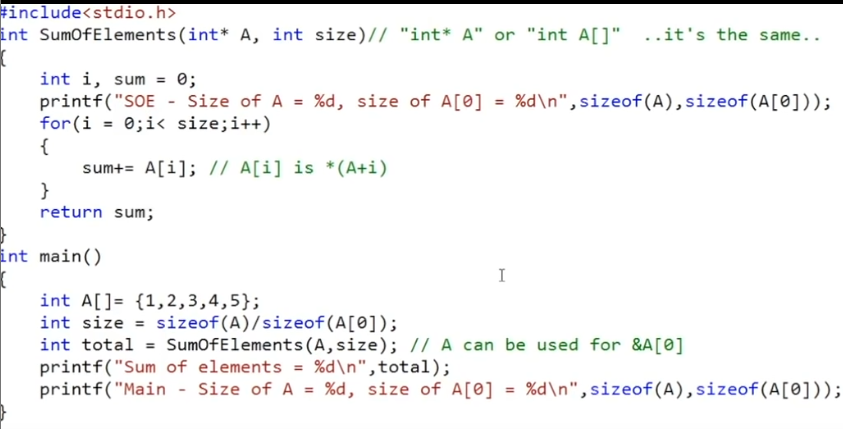 #include<stdio.h>
int SumOfElements(int* A, int size)// "int* A" or "int A[]"  ..it's the same..
{
    int i, sum = 0;
    printf("SOE - Size of A = %d, size of A[0] = %d\n",sizeof(A),sizeof(A[0]));
    for(i = 0;i< size;i++)
    {
        sum+= A[i]; // A[i] is *(A+i)
    }
    return sum;
}
int main()
{
    int A[]= {1,2,3,4,5};
    int size = sizeof(A)/sizeof(A[0]);
    int total = SumOfElements(A,size); // A can be used for &A[0]
    printf("Sum of elements = %d\n",total);
    printf("Main - Size of A = %d, size of A[0] = %d\n",sizeof(A),sizeof(A[0]));
}